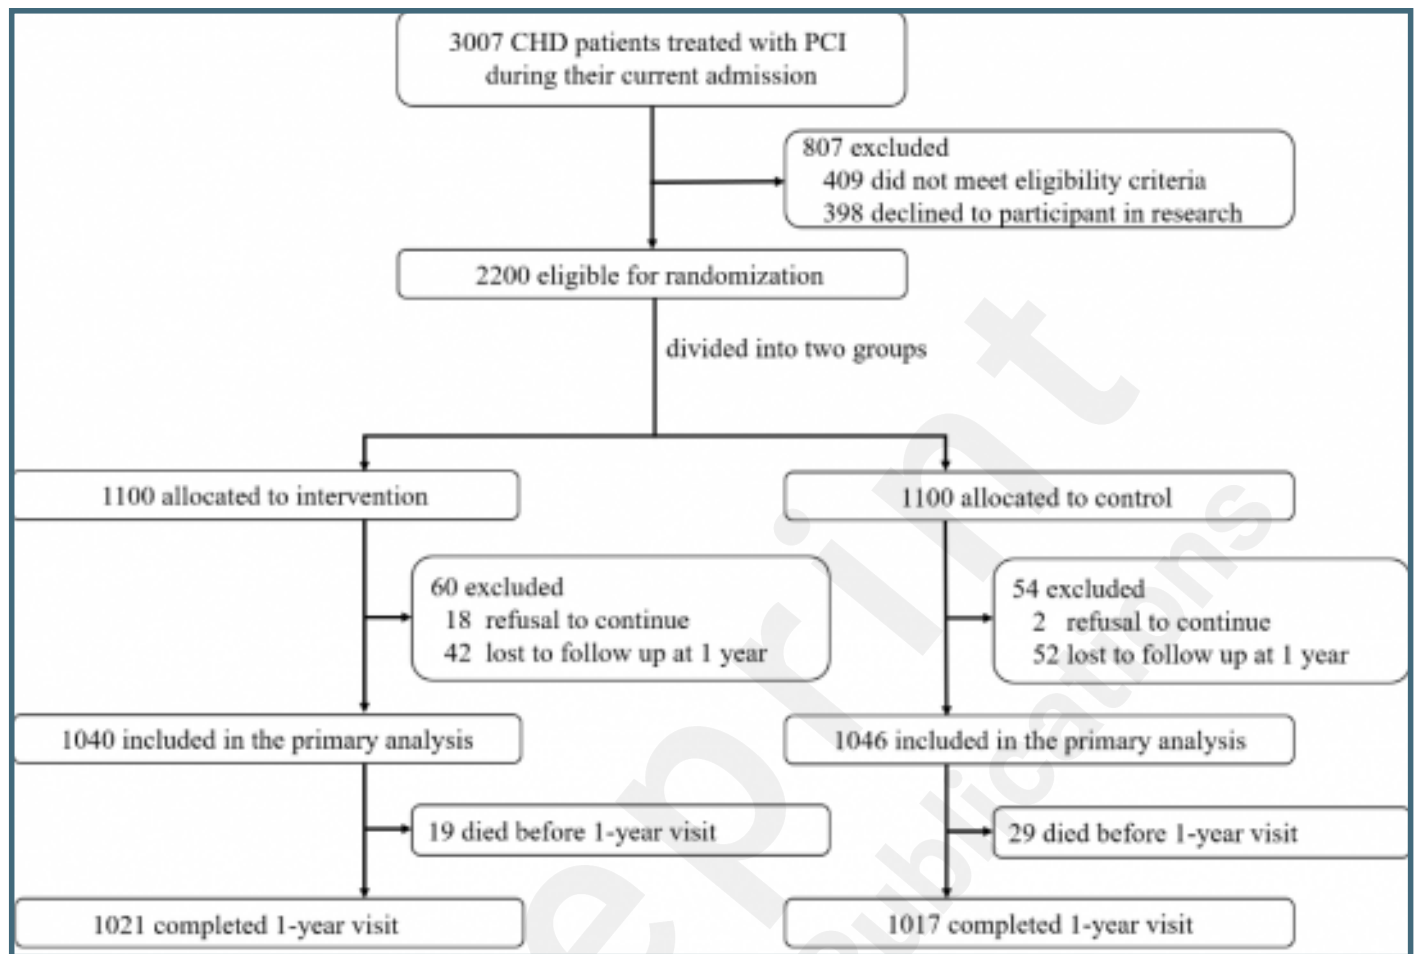 3007 CHD patients treated with PCI
during their current admission
807 excluded
409 did not meet eligibility criteria
398 declined to participant in research
2200 eligible for randomization
divided into two groups
1100 allocated to intervention
1100 allocated to control
60 excluded
18 refusal to continue
42 lost to follow up at 1 year
54 excluded
2 refusal to continue
52 lost to follow up at 1 year
1040 included in the primary analysis
1046 included in the primary analysis
19 died before 1-year visit
29 died before 1-year visit
1021 completed 1-year visit
1017 completed 1-year visit
eprint
ublications